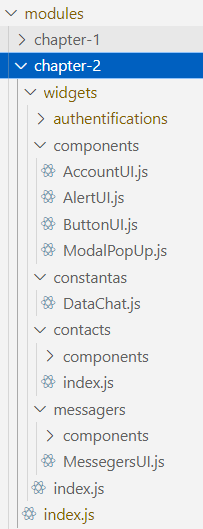 modules
chapter-1
chapter-2
widgets
authentifications
components
AccountUI.js
AlertUI.js
ButtonUI.js
ModalPopUp.js
constantas
DataChat.js
contacts
components
index.js
messagers
components
MessegersUI.js
index.js
index.js